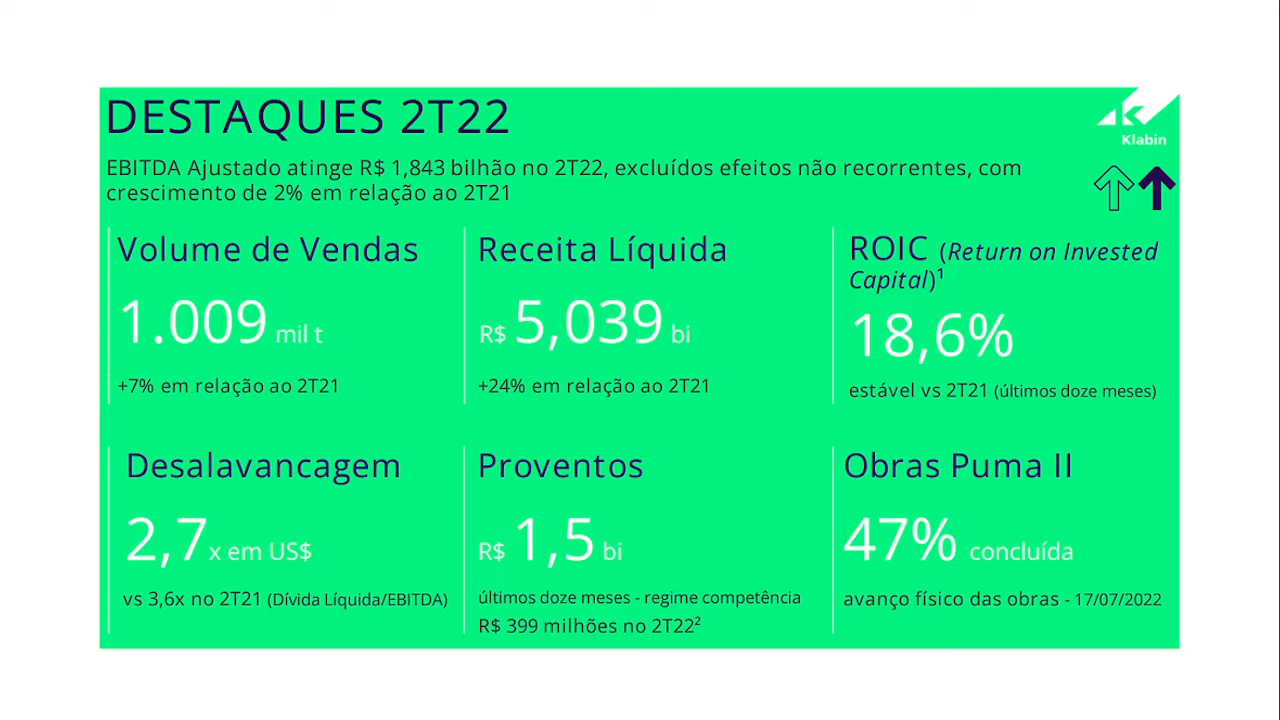 DESTAQUES 2T22
Klabin
EBITDA Ajustado atinge R$ 1,843 bilhão no 2T22, excluídos efeitos não recorrentes, com
crescimento de 2% em relação ao 2T21
Volume de Vendas
1.009 mil t
+7% em relação ao 2T21
Receita Líquida
R$ 5,039 bi
+24% em relação ao 2T21
ROIC (Return on Invested
Capital)¹
18,6%
estável vs 2T21 (últimos doze meses)
Desalavancagem
2,7x em US$
vs 3,6x no 2T21 (Dívida Líquida/EBITDA)
Proventos
R$ 1,5 bi
últimos doze meses - regime competência
R$ 399 milhões no 2T22²
Obras Puma II
47% concluída
avanço físico das obras - 17/07/2022